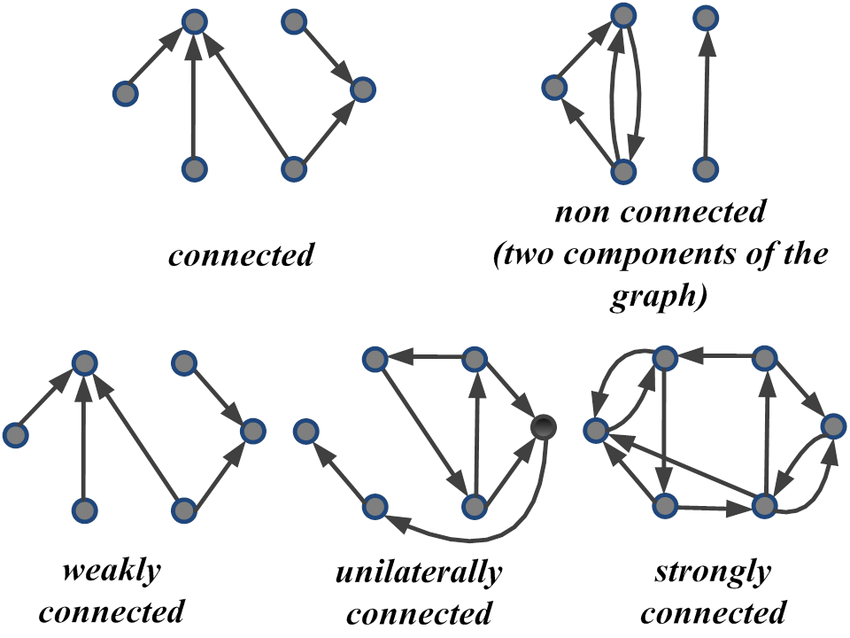 connected
non connected
(two components of the
graph)
weakly
connected
unilaterally
connected
strongly
connected